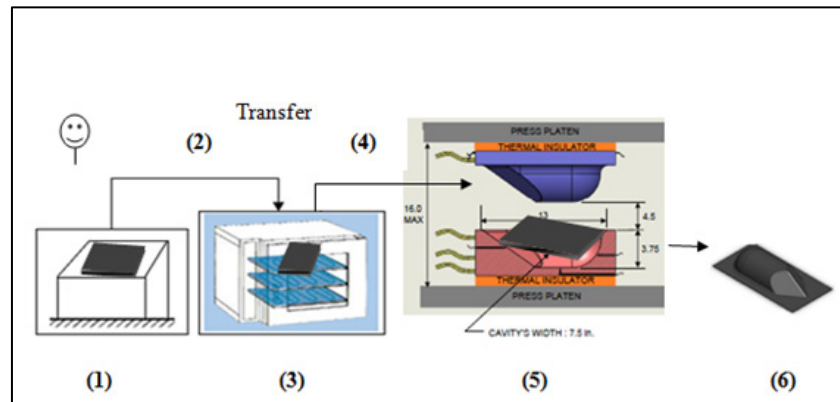 Transfer
(2)
(4)
PRESS PLATEN
THERMAL INSULATOR
16.0
MAX
13
4.5
3.75
THERMAL INSULATOR
PRESS PLATEN
CAVITY'S WIDTH : 7.5 in.
(1)
(3)
(5)
(6)